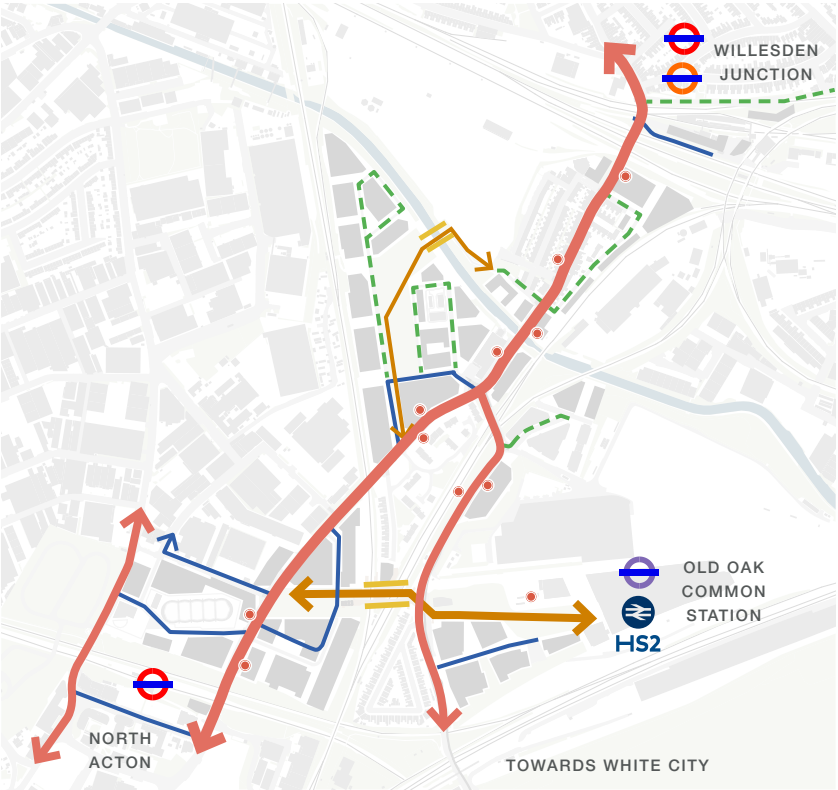 WILLESDEN
JUNCTION
OLD OAK
COMMON
STATION
HS2
NORTH
ACTON
TOWARDS WHITE CITY